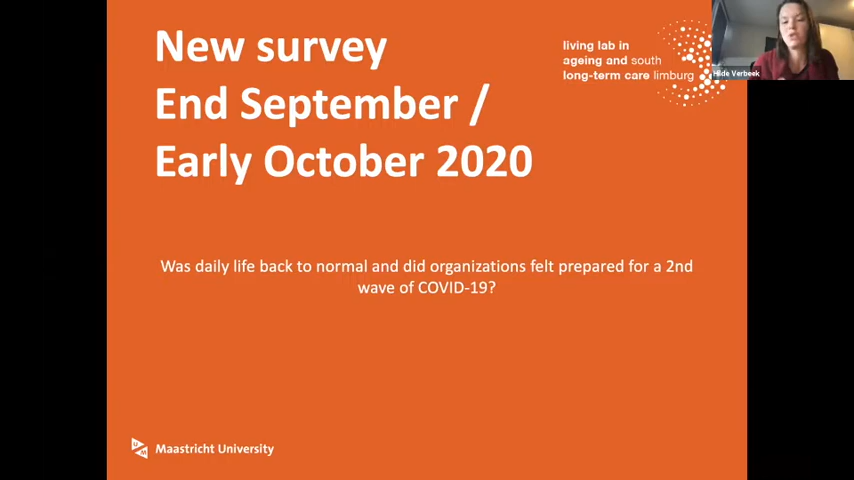 New survey
End September /
Early October 2020
living lab in
ageing and south
long-term care limburg
Hilde Verbeek
Was daily life back to normal and did organizations felt prepared for a 2nd
wave of COVID-19?
Maastricht University